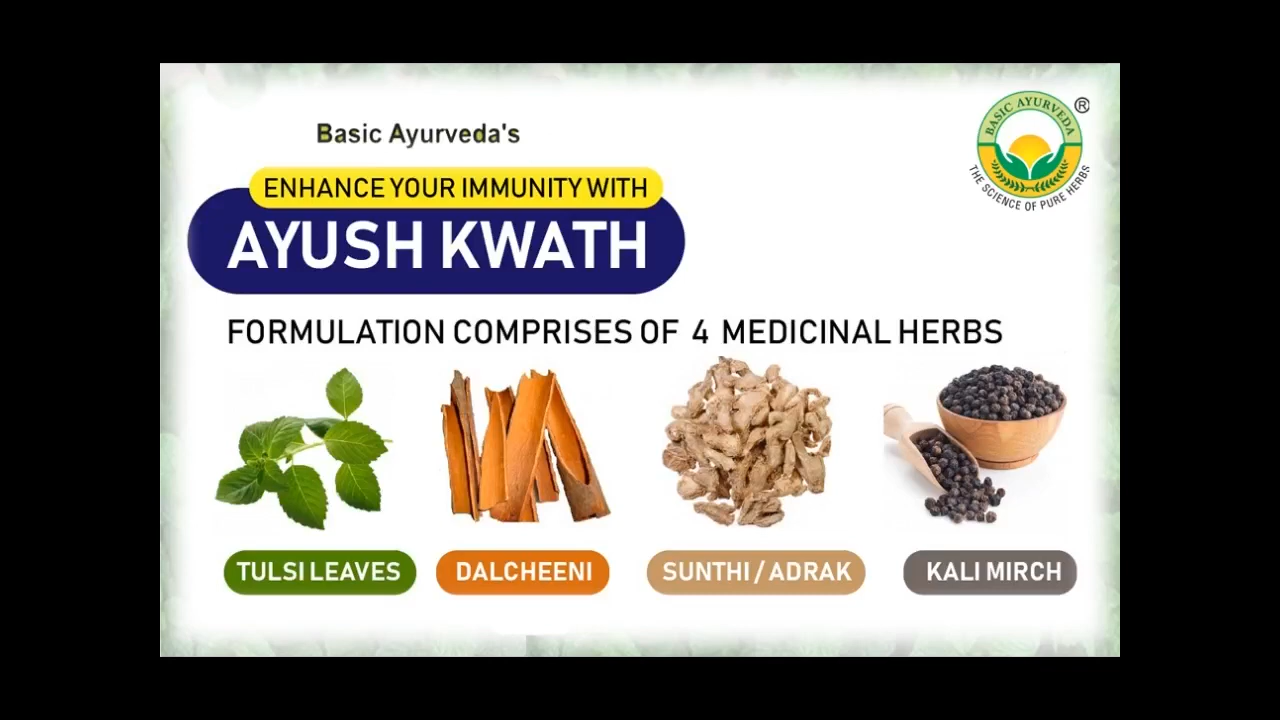 Basic Ayurveda's
BASIC AYURVEDA
®
THE SCIENCE OF PURE HERBS
ENHANCE YOUR IMMUNITY WITH
AYUSH KWATH
FORMULATION COMPRISES OF 4 MEDICINAL HERBS
TULSI LEAVES
DALCHEENI
SUNTHI / ADRAK
KALI MIRCH